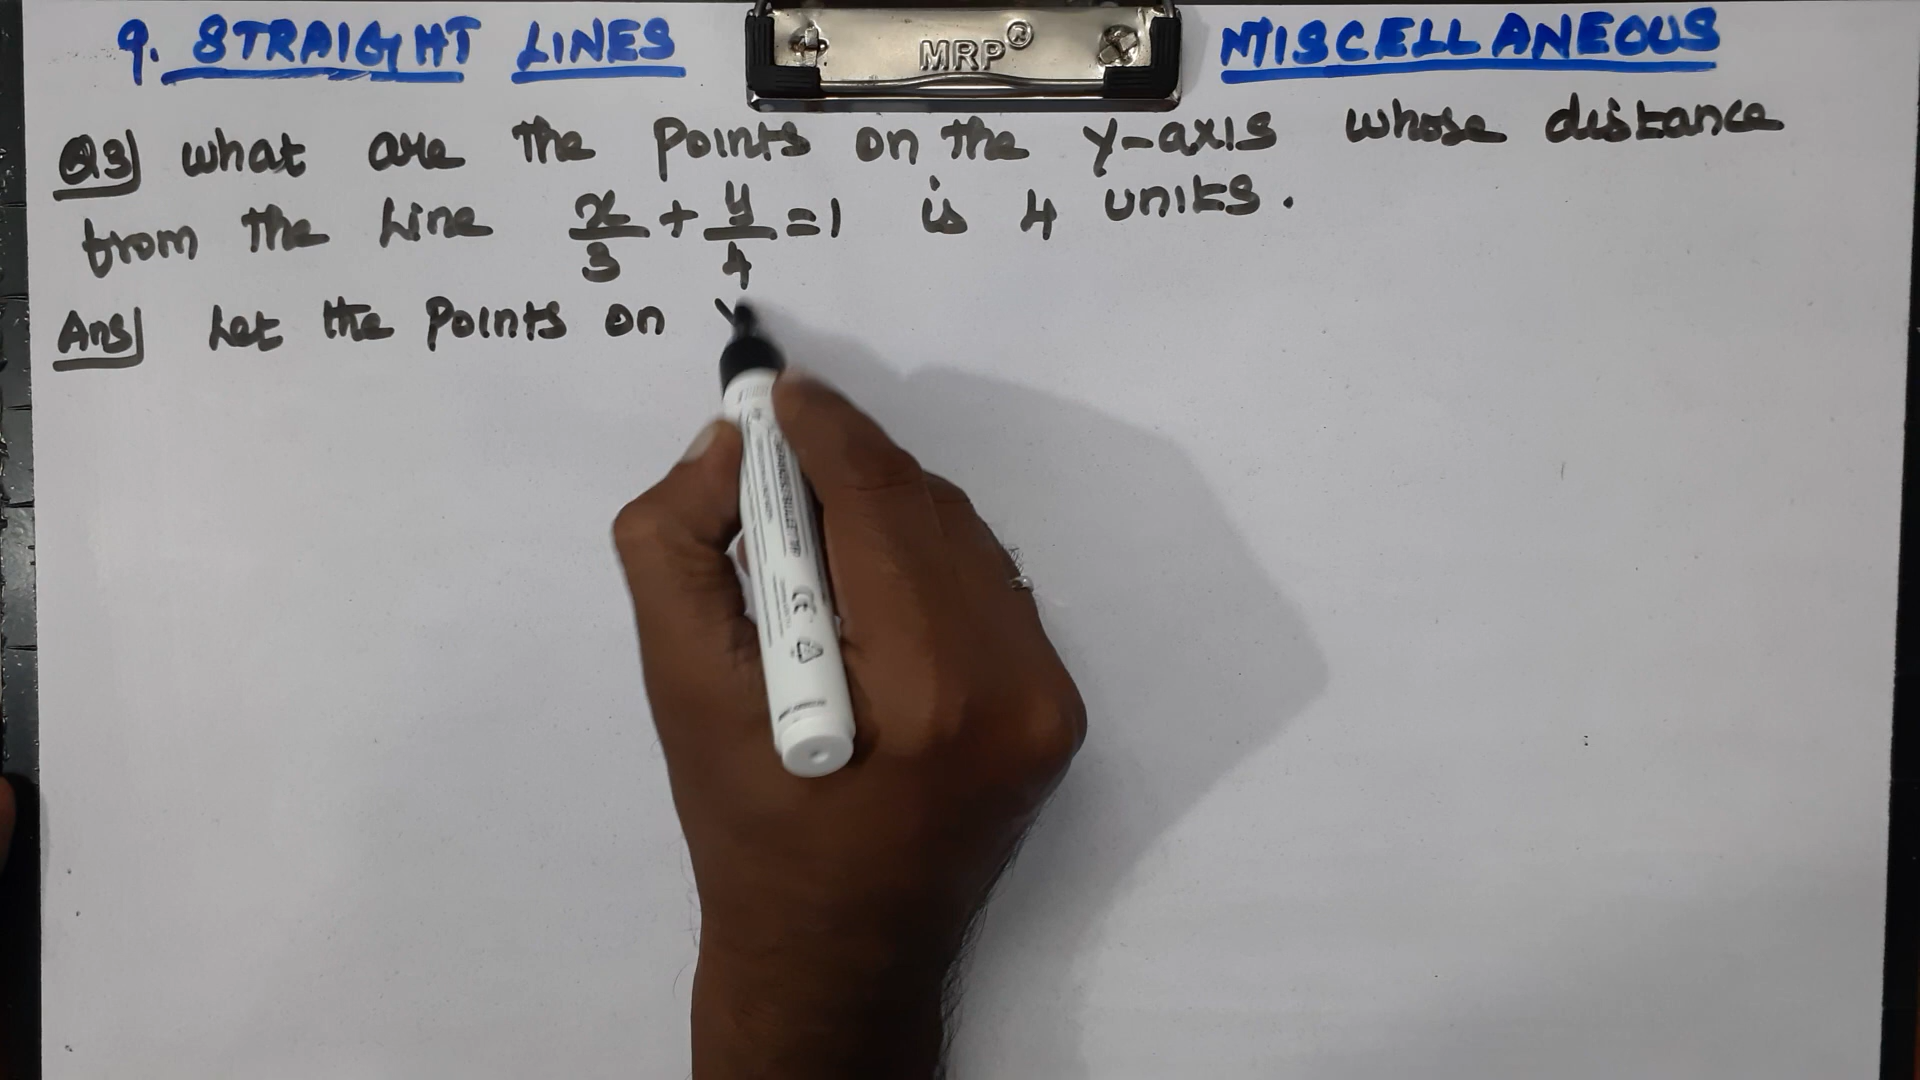 9. STRAIGHT LINES
MRP®
MISCELLANEOUS
Q3) what are the points on the y-axis whose distance
from the line x/3 + y/4 = 1 is 4 units.
Ans) Let the points on
CE